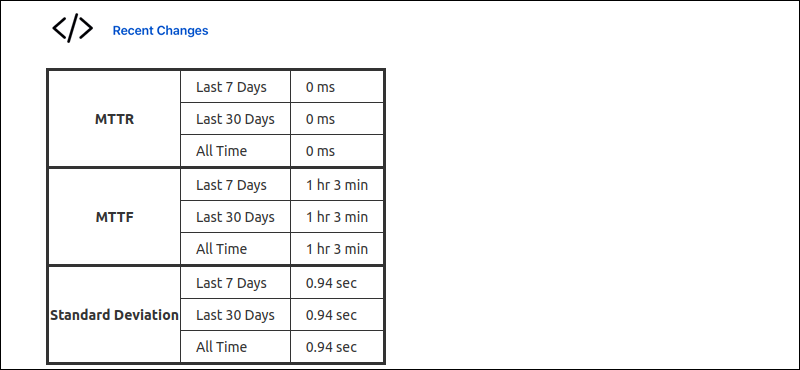 </> Recent Changes
MTTR
Last 7 Days 0 ms
Last 30 Days 0 ms
All Time 0 ms
MTTF
Last 7 Days 1 hr 3 min
Last 30 Days 1 hr 3 min
All Time 1 hr 3 min
Standard Deviation
Last 7 Days 0.94 sec
Last 30 Days 0.94 sec
All Time 0.94 sec